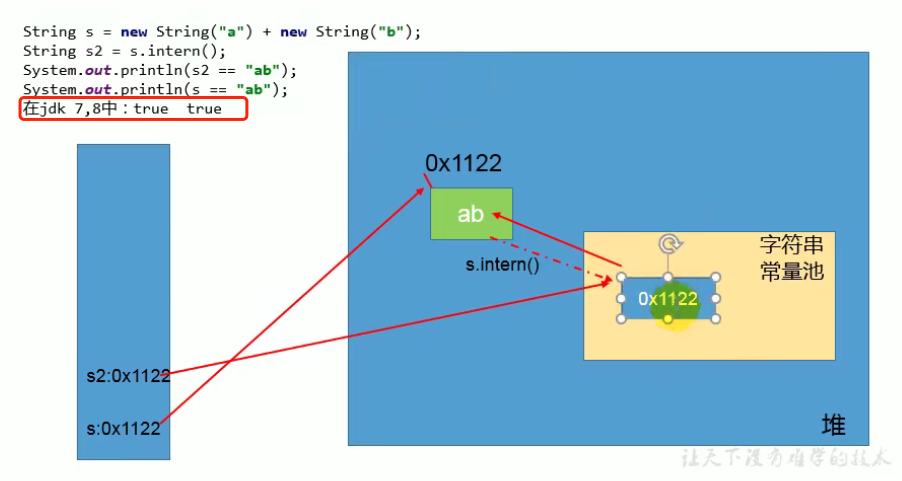 String s = new String("a") + new String("b");
String s2 = s.intern();
System.out.println(s2 == "ab");
System.out.println(s == "ab");
在jdk 7,8中：true  true
0x1122
ab
s.intern()
字符串
常量池
0x1122
s2:0x1122
s:0x1122
堆
让天下没有难学的技术